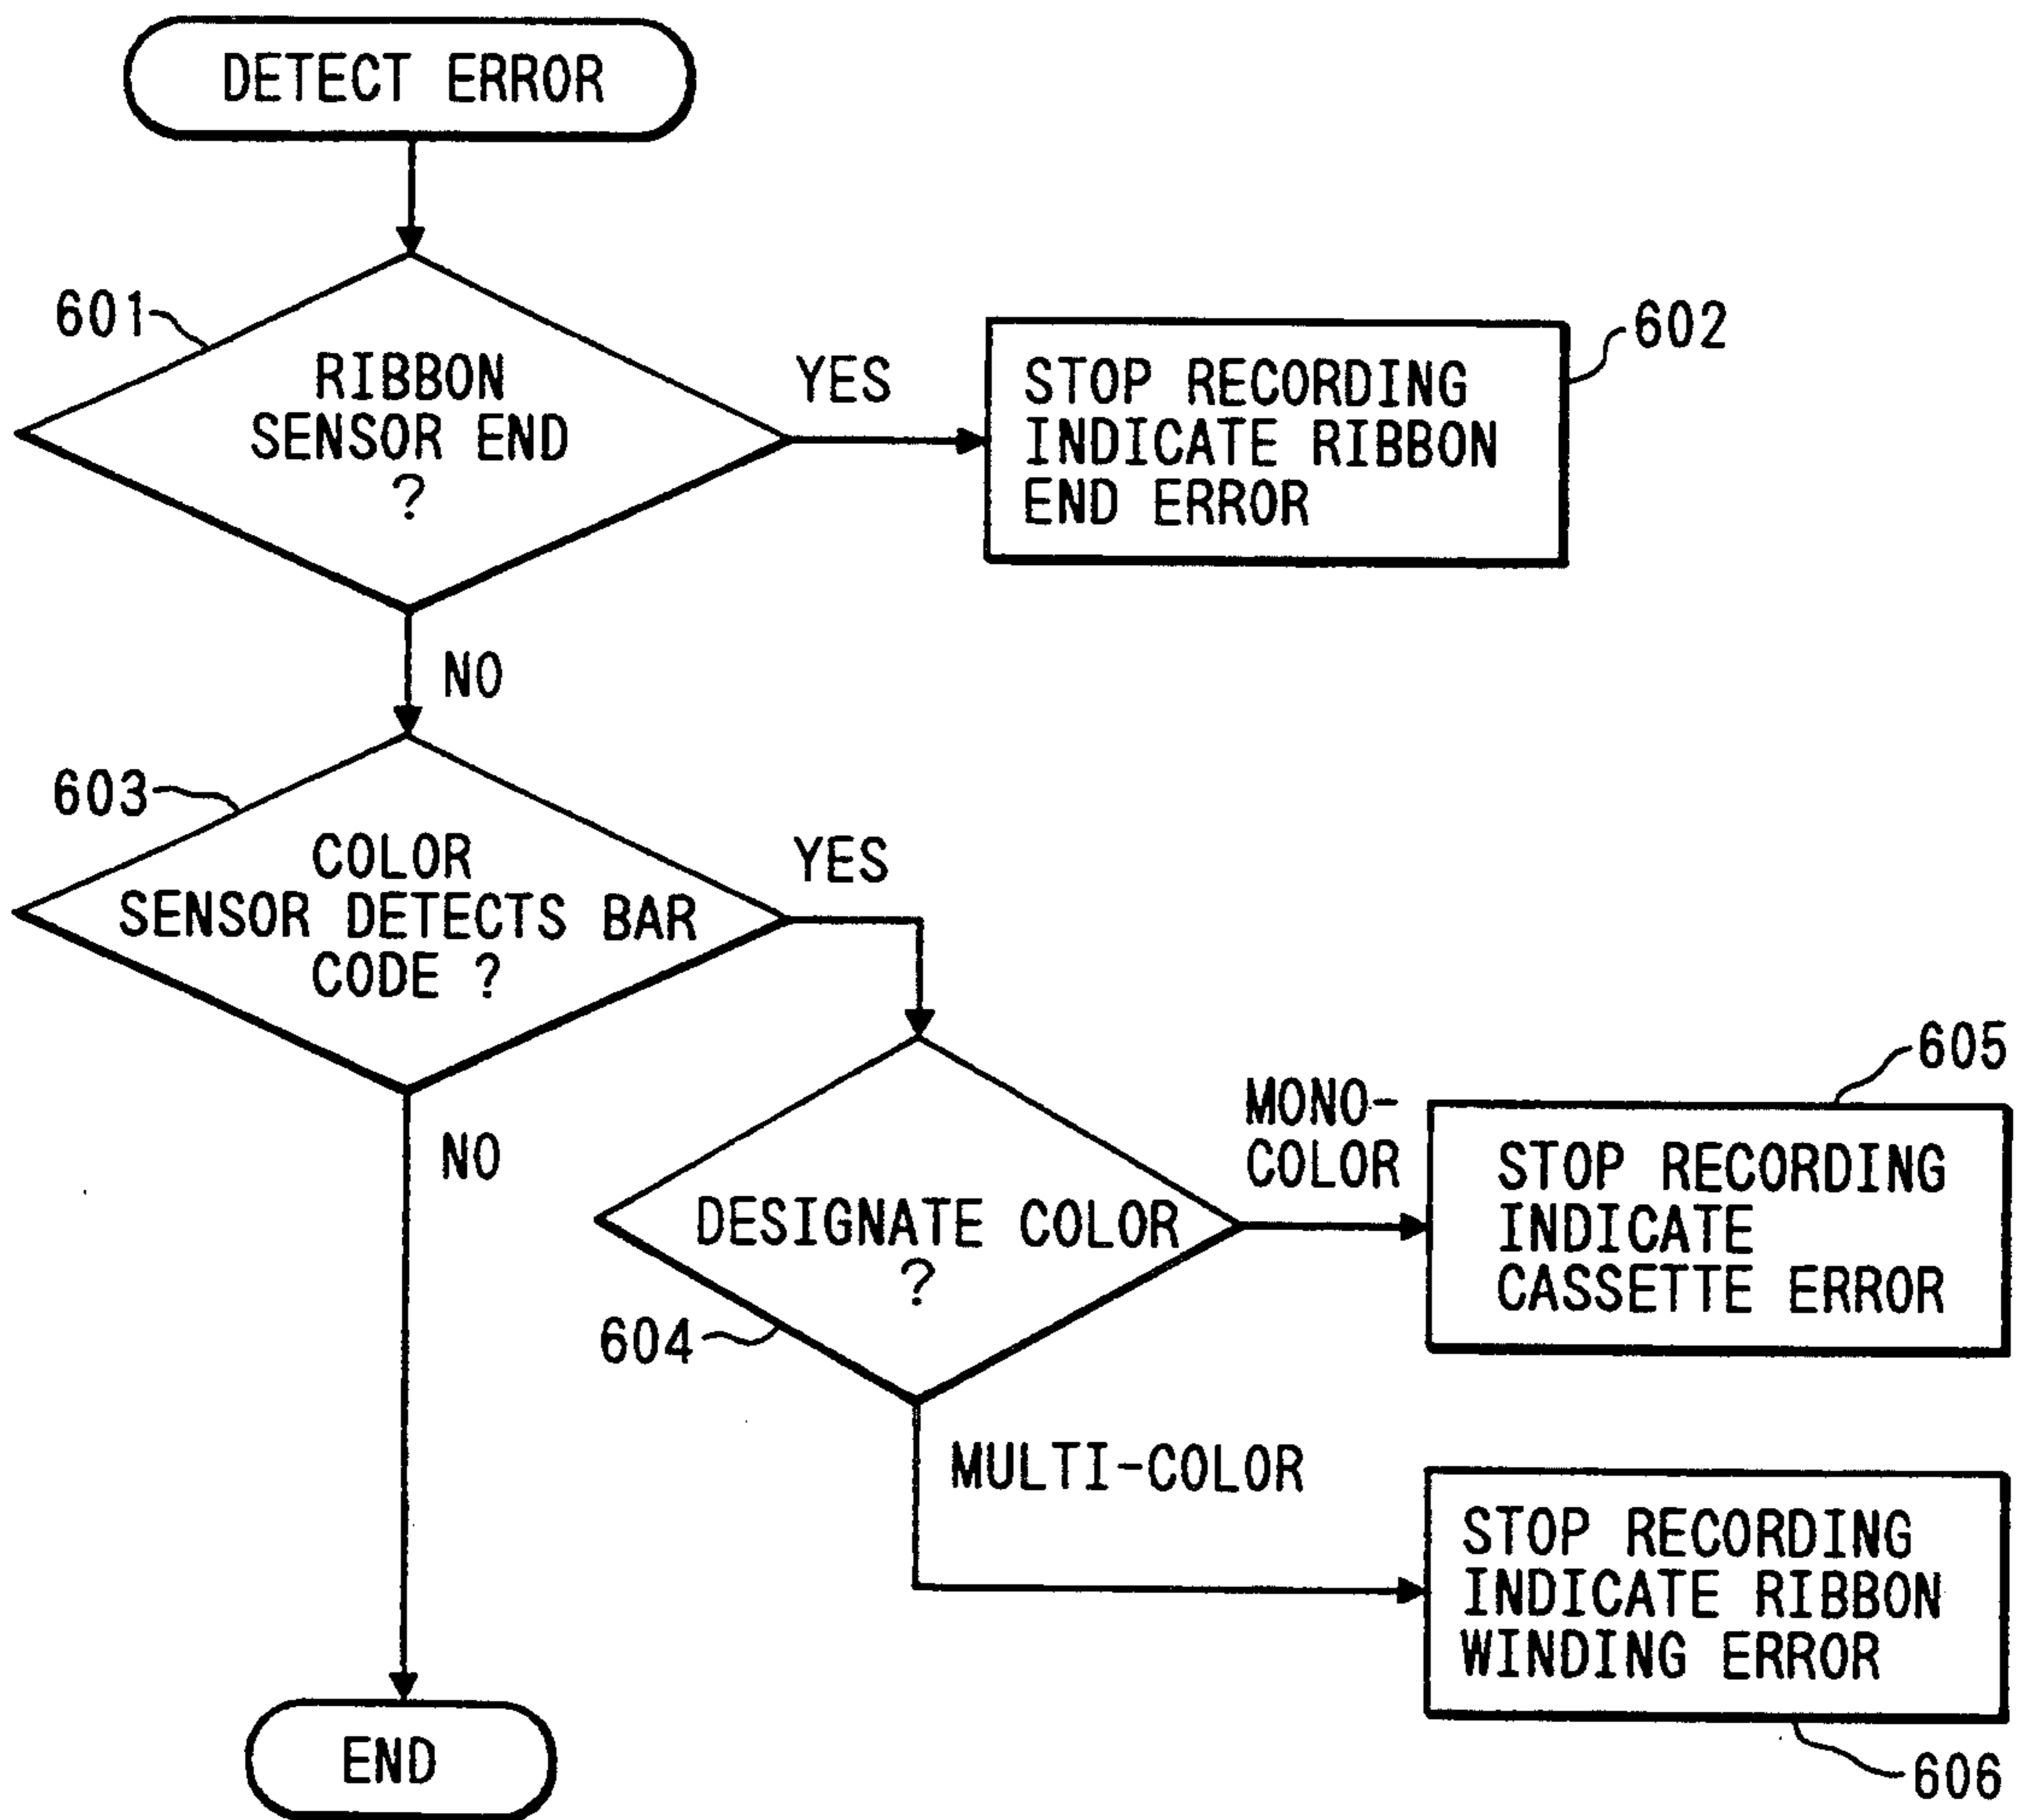 DETECT ERROR
601
RIBBON
SENSOR END
?
YES
602
STOP RECORDING
INDICATE RIBBON
END ERROR
NO
603
COLOR
SENSOR DETECTS BAR
CODE ?
YES
NO
604
DESIGNATE COLOR
?
MONO-
COLOR
605
STOP RECORDING
INDICATE
CASSETTE ERROR
MULTI-COLOR
606
STOP RECORDING
INDICATE RIBBON
WINDING ERROR
END